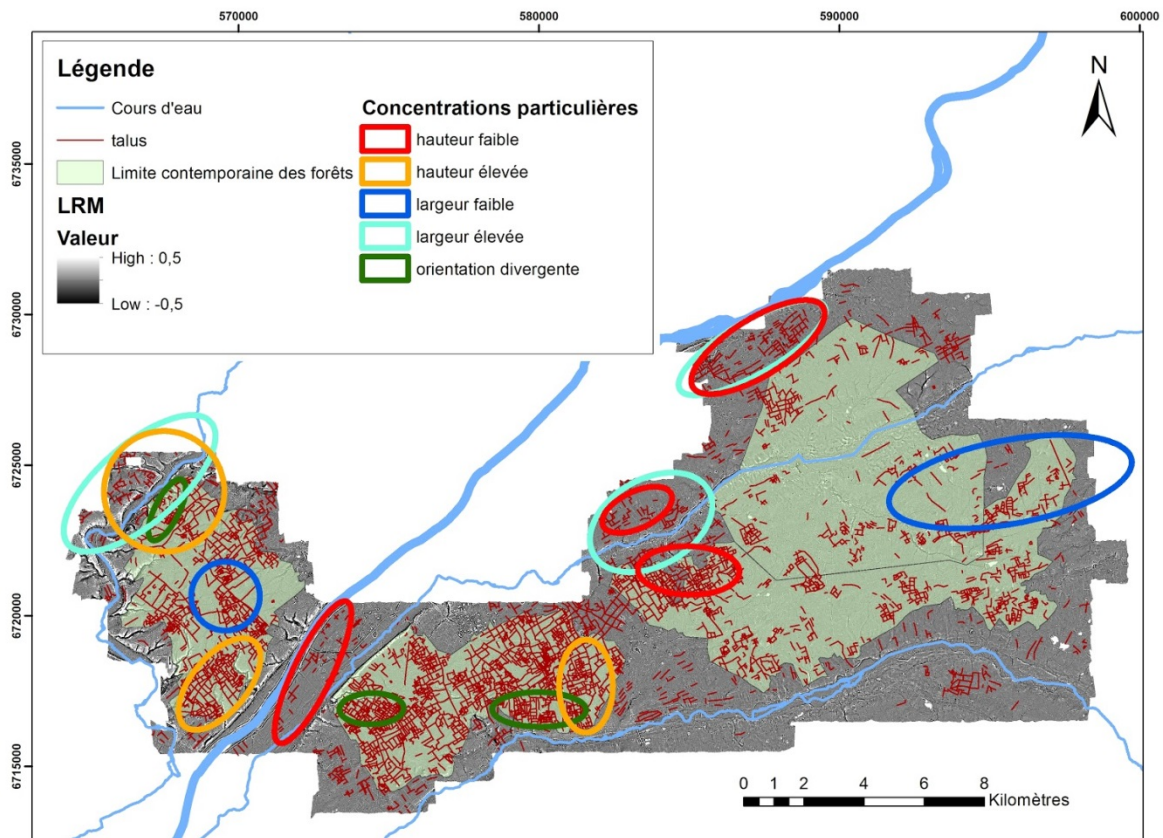 570000 580000 590000 600000
Légende
Cours d'eau
talus
Limite contemporaine des forêts
LRM
Valeur
High : 0,5
Low : -0,5
Concentrations particulières
hauteur faible
hauteur élevée
largeur faible
largeur élevée
orientation divergente
N
6735000
6730000
6725000
6720000
6715000
0 1 2 4 6 8
Kilomètres